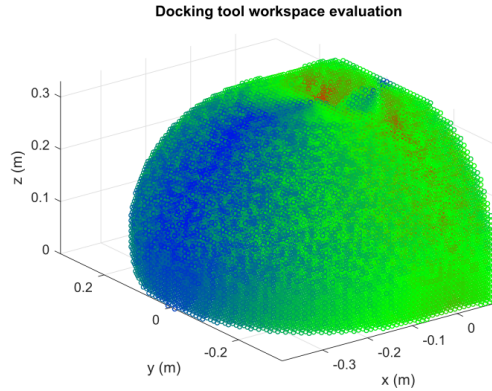 Docking tool workspace evaluation
0.3
0.2
0.1
0
z (m)
0.2
0
-0.2
y (m)
-0.3
-0.2
-0.1
0
x (m)